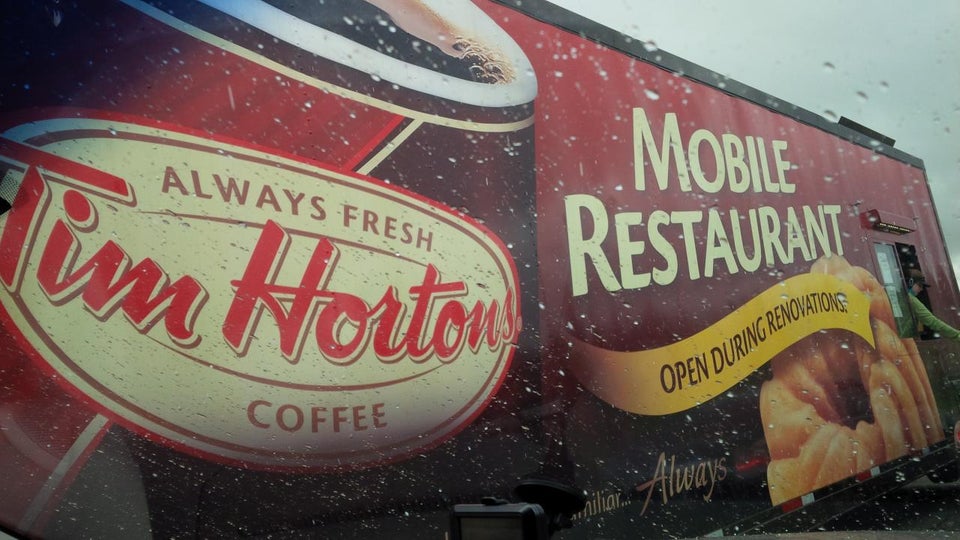 ALWAYS FRESH
Tim Hortons
COFFEE
MOBILE
RESTAURANT
OPEN DURING RENOVATIONS!
Always